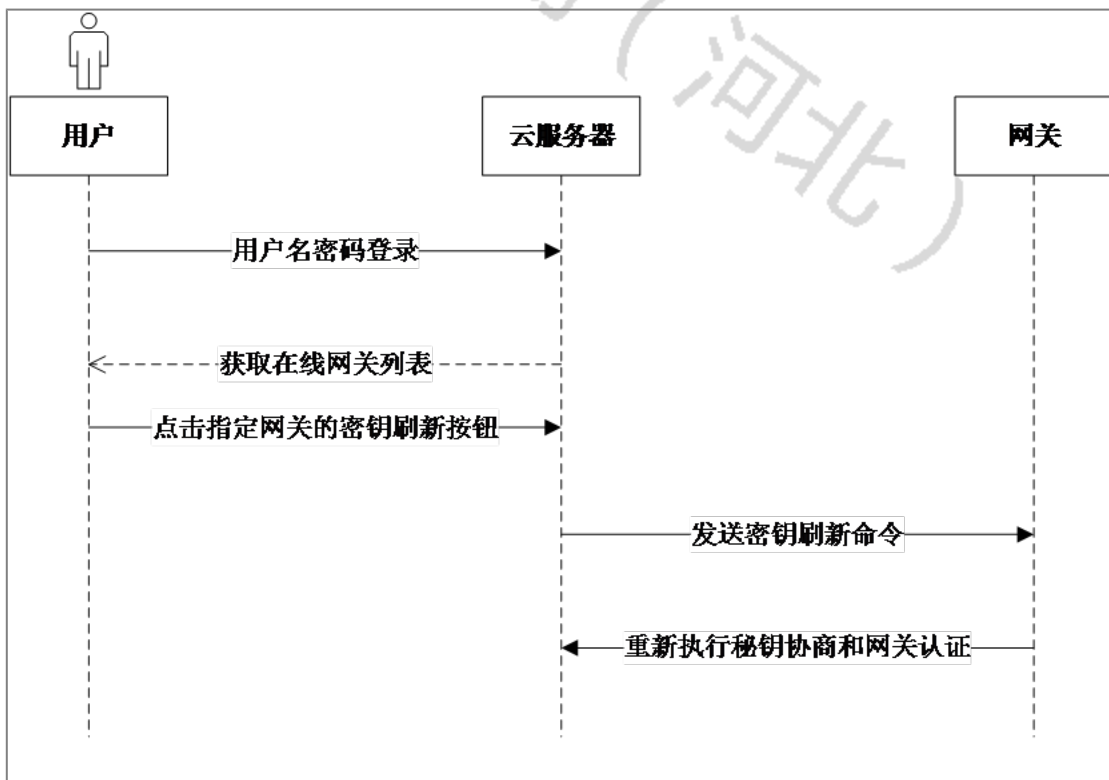 用户
云服务器
网关
用户名密码登录
获取在线网关列表
点击指定网关的密钥刷新按钮
发送密钥刷新命令
重新执行秘钥协商和网关认证
(河北)